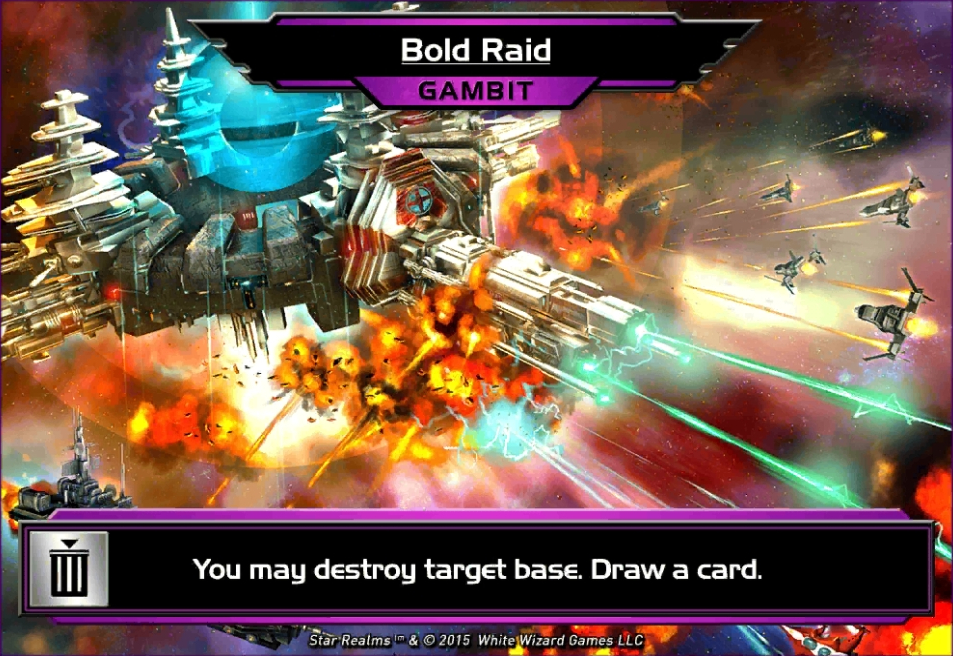 Bold Raid
GAMBIT
You may destroy target base. Draw a card.
Star Realms™ & © 2015 White Wizard Games LLC